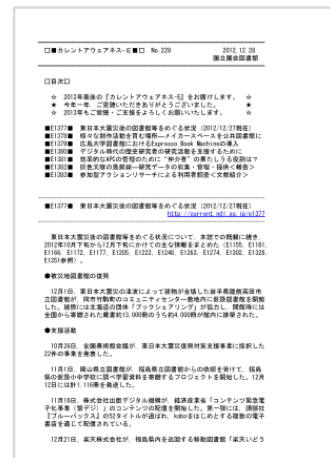 □■カレントアウェアネス-E■□ No.229 2012.12.28
国立国会図書館
□目次□
☆ 2012年最後の『カレントアウェアネス-E』をお届けします。 ☆
★ 今年一年、ご愛読いただきありがとうございました。 ★
☆ 2013年もご愛読・ご支援をよろしくお願いいたします。 ☆
■E1377■ 東日本大震災後の図書館等をめぐる状況（2012/12/27現在）
■E1378■ 様々な創作活動を育む場所―メイカースペースを公共図書館に
■E1379■ 広島大学図書館におけるEspresso Book Machineの導入
■E1380■ デジタル時代の歴史研究者の研究活動を支援するために
■E1381■ 効率的なAPCの管理のために“仲介者”の果たしうる役割は？
■E1382■ 灰色文献の長期統―研究データの収集・管理・提供＜報告＞
■E1383■ 参加型アクションリサーチによる利用者調査＜文献紹介＞
■E1377■ 東日本大震災後の図書館等をめぐる状況（2012/12/27現在）
http://current.ndl.go.jp/e1377
東日本大震災後の図書館等をめぐる状況について、本誌での既報に続き、
2012年10月下旬から12月下旬にかけての主な情報をまとめた（E1155, E1161,
E1166, E1172, E1177, E1205, E1222, E1248, E1263, E1274, E1302, E1328,
E1351参照）。
●被災地図書館の復興
12月1日、東日本大震災の津波によって建物が全壊した岩手県陸前高田市
立図書館が、同市竹駒町のコミュニティセンター敷地内に仮設図書館を開館
した。建設には北海道の団体「ブックシェアリング」が協力し、開館時には
全国から寄贈された蔵書約13,000冊のうち約4,000冊が館内に排架された。
●支援活動
10月26日、全国美術館会議が、東日本大震災復興対策支援事業に採択した
22件の事業を発表した。
11月1日、岡山県立図書館が、福島県立図書館からの依頼を受けて、福島
県の仮設小中学校に調べ学習資料を寄贈するプロジェクトを開始した。12月
12日には計1,116冊を発送した。
11月16日、株式会社出版デジタル機構が、経済産業省「コンテンツ緊急電
子化事業（緊デジ）」のコンテンツの配信を開始した。第一弾には、講談社
『ブルーバックス』の52タイトルが選ばれ、koboをはじめとする複数の電子
書店を通じて配信されている。
12月21日、楽天株式会社が、福島県内を巡回する移動図書館「楽天いどう